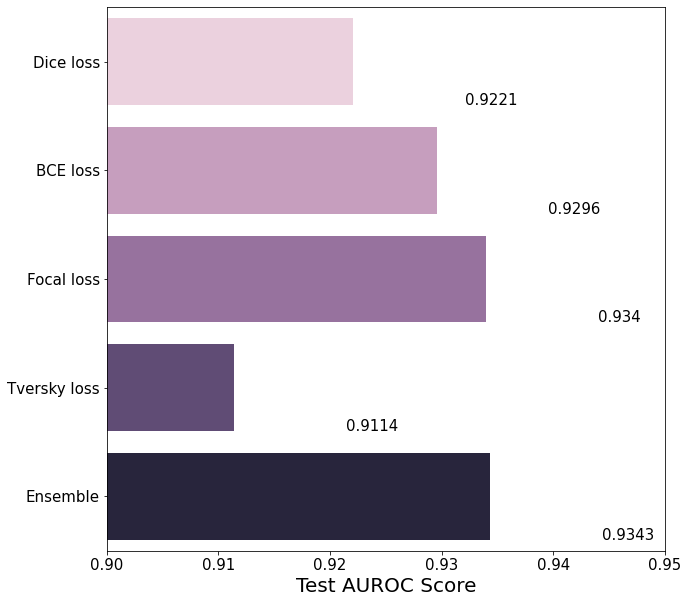 Dice loss
0.9221
BCE loss
0.9296
Focal loss
0.934
Tversky loss
0.9114
Ensemble
0.9343
0.90 0.91 0.92 0.93 0.94 0.95
Test AUROC Score